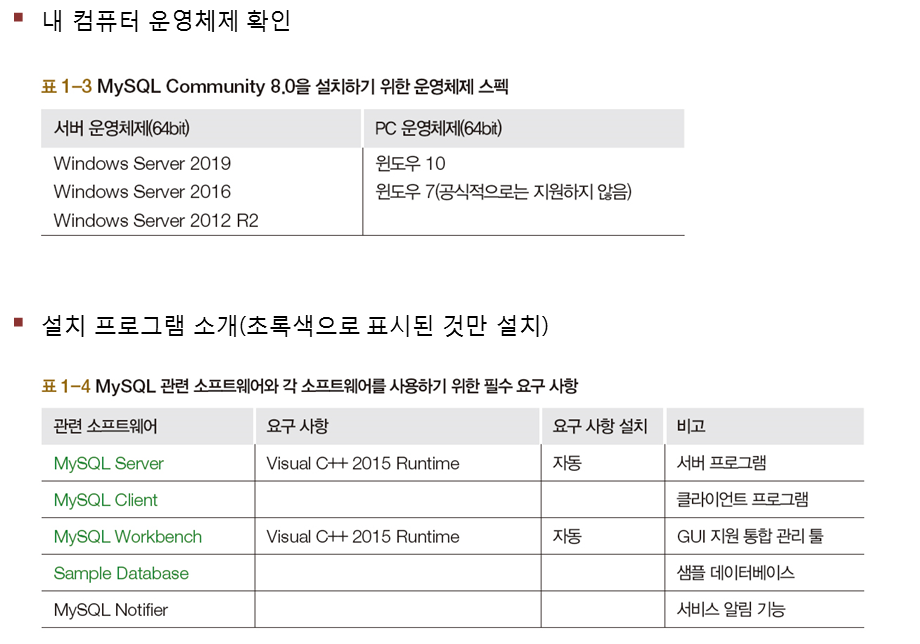 내 컴퓨터 운영체제 확인
표 1-3 MySQL Community 8.0을 설치하기 위한 운영체제 스펙
서버 운영체제(64bit) PC 운영체제(64bit)
Windows Server 2019 윈도우 10
Windows Server 2016 윈도우 7(공식적으로는 지원하지 않음)
Windows Server 2012 R2
설치 프로그램 소개(초록색으로 표시된 것만 설치)
표 1-4 MySQL 관련 소프트웨어와 각 소프트웨어를 사용하기 위한 필수 요구 사항
관련 소프트웨어 요구 사항 요구 사항 설치 비고
MySQL Server Visual C++ 2015 Runtime 자동 서버 프로그램
MySQL Client 클라이언트 프로그램
MySQL Workbench Visual C++ 2015 Runtime 자동 GUI 지원 통합 관리 툴
Sample Database 샘플 데이터베이스
MySQL Notifier 서비스 알림 기능